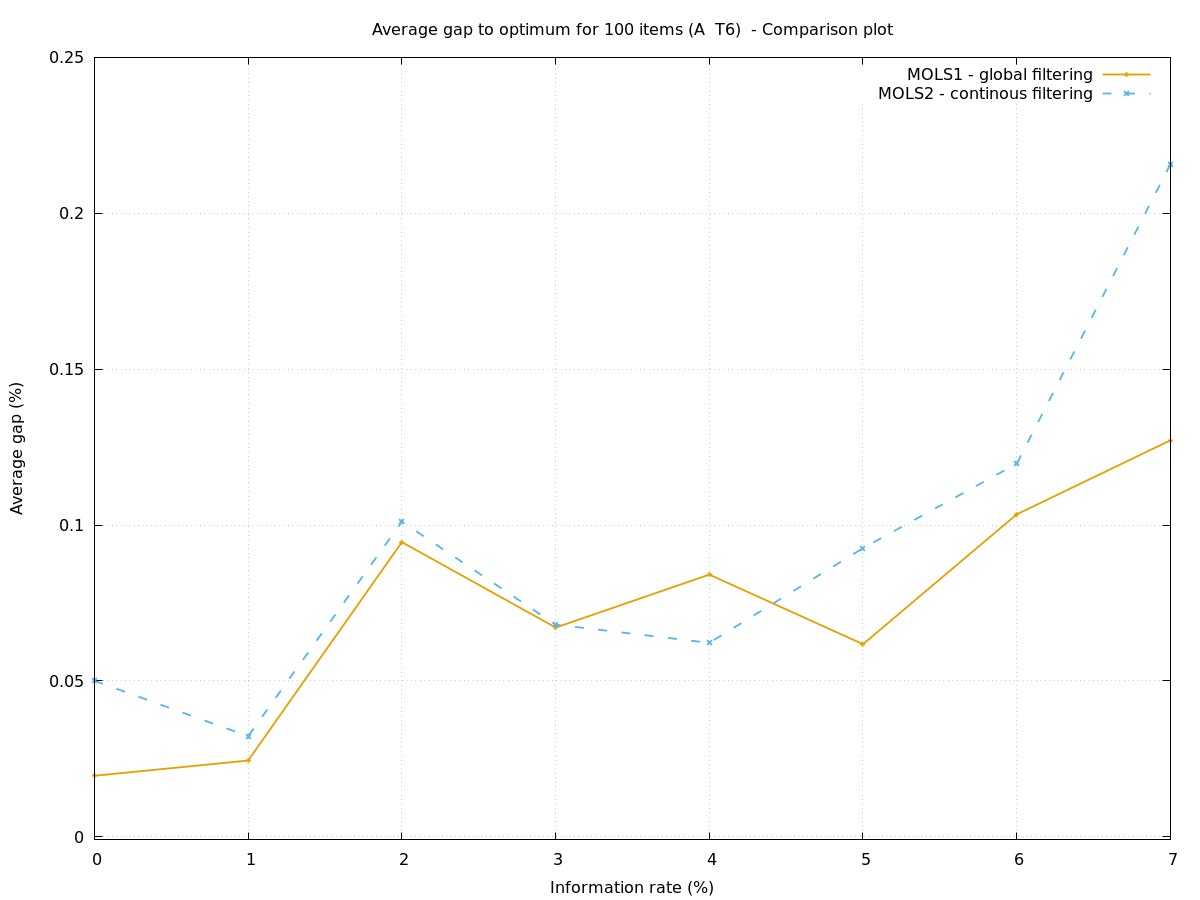 Average gap to optimum for 100 items (A  T6)  - Comparison plot
0.25
MOLS1 - global filtering
MOLS2 - continous filtering
0.2
0.15
Average gap (%)
0.1
0.05
0
0 1 2 3 4 5 6 7
Information rate (%)